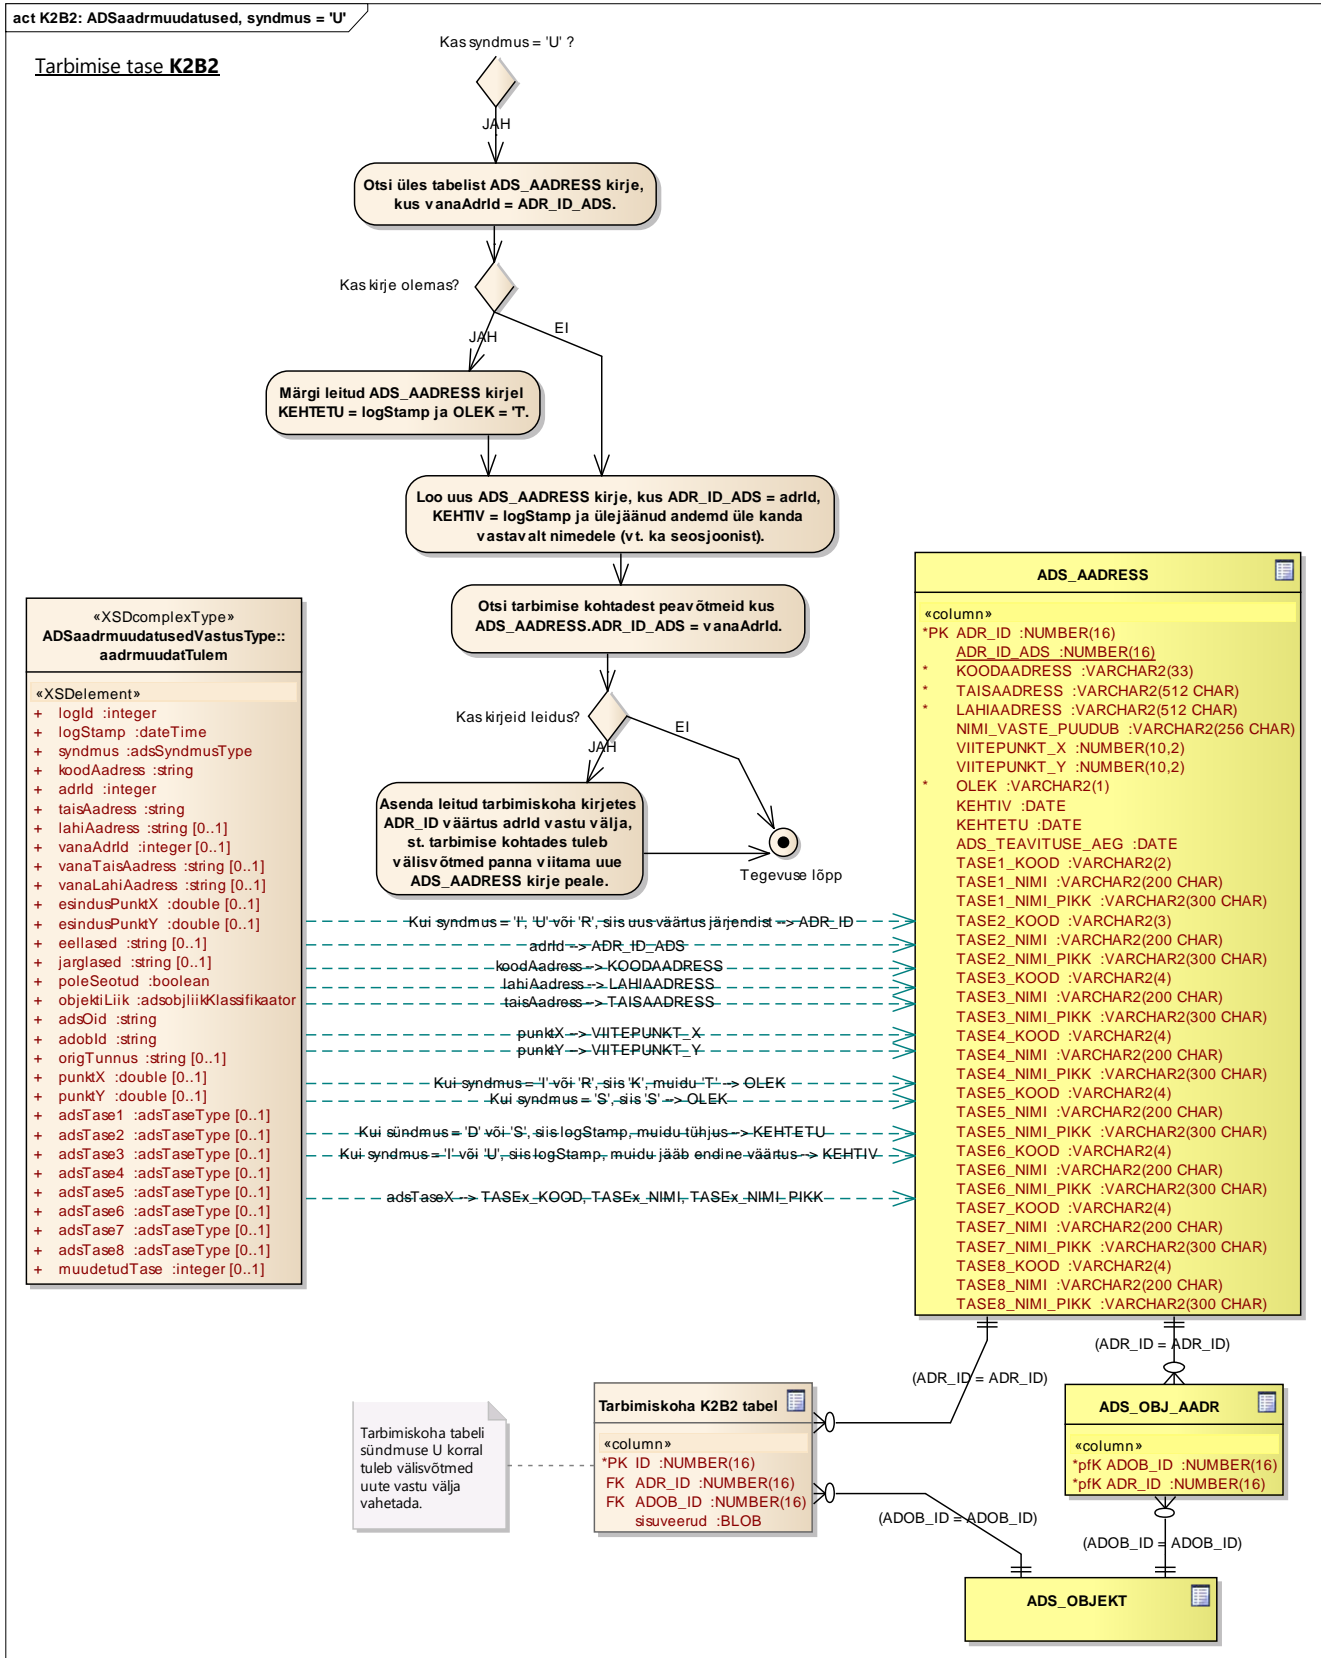 act K2B2: ADSaadrmuudatused, syndmus = 'U'
Tarbimise tase K2B2
Kas syndmus = 'U' ?
JAH
Otsi üles tabelist ADS_AADRESS kirje,
kus vanaAdrId = ADR_ID_ADS.
Kas kirje olemas?
JAH
EI
Märgi leitud ADS_AADRESS kirjel
KEHTETU = logStamp ja OLEK = 'T'.
Loo uus ADS_AADRESS kirje, kus ADR_ID_ADS = adrId,
KEHTIV = logStamp ja ülejäänud andemd üle kanda
vastavalt nimedele (vt. ka seosjoonist).
Otsi tarbimise kohtadest peavõtmeid kus
ADS_AADRESS.ADR_ID_ADS = vanaAdrId.
Kas kirjeid leidus?
JAH
EI
Asenda leitud tarbimiskoha kirjetes
ADR_ID väärtus adrId vastu välja,
st. tarbimise kohtades tuleb
välisvõtmed panna viitama uue
ADS_AADRESS kirje peale.
Tegevuse lõpp
«XSDcomplexType»
ADSaadrmuudatusedVastusType::
aadrmuudatTulem
«XSDelement»
+ logId :integer
+ logStamp :dateTime
+ syndmus :adsSyndmusType
+ koodAadress :string
+ adrId :integer
+ taisAadress :string
+ lahiAadress :string [0..1]
+ vanaAdrId :integer [0..1]
+ vanaTaisAadress :string [0..1]
+ vanaLahiAadress :string [0..1]
+ esindusPunktX :double [0..1]
+ esindusPunktY :double [0..1]
+ eellased :string [0..1]
+ jarglased :string [0..1]
+ poleSeotud :boolean
+ objektiLiik :adsobjliikKlassifikaator
+ adsOid :string
+ adobId :string
+ origTunnus :string [0..1]
+ punktX :double [0..1]
+ punktY :double [0..1]
+ adsTase1 :adsTaseType [0..1]
+ adsTase2 :adsTaseType [0..1]
+ adsTase3 :adsTaseType [0..1]
+ adsTase4 :adsTaseType [0..1]
+ adsTase5 :adsTaseType [0..1]
+ adsTase6 :adsTaseType [0..1]
+ adsTase7 :adsTaseType [0..1]
+ adsTase8 :adsTaseType [0..1]
+ muudetudTase :integer [0..1]
Kui syndmus = 'I', 'U' või 'R', siis uus väärtus järjendist --> ADR_ID
adrId --> ADR_ID_ADS
koodAadress --> KOODAADRESS
lahiAadress --> LAHIAADRESS
taisAadress --> TAISAADRESS
punktX --> VIITEPUNKT_X
punktY --> VIITEPUNKT_Y
Kui syndmus = 'I' või 'R', siis 'K', muidu 'T' --> OLEK
Kui syndmus = 'S', siis 'S' --> OLEK
Kui sündmus = 'D' või 'S', siis logStamp, muidu tühjus --> KEHTETU
Kui syndmus = 'I' või 'U', siis logStamp, muidu jääb endine väärtus --> KEHTIV
adsTaseX --> TASEx_KOOD, TASEx_NIMI, TASEx_NIMI_PIKK
ADS_AADRESS
«column»
*PK ADR_ID :NUMBER(16)
ADR_ID_ADS :NUMBER(16)
* KOODAADRESS :VARCHAR2(33)
* TAISAADRESS :VARCHAR2(512 CHAR)
* LAHIAADRESS :VARCHAR2(512 CHAR)
NIMI_VASTE_PUUDUB :VARCHAR2(256 CHAR)
VIITEPUNKT_X :NUMBER(10,2)
VIITEPUNKT_Y :NUMBER(10,2)
* OLEK :VARCHAR2(1)
KEHTIV :DATE
KEHTETU :DATE
ADS_TEAVITUSE_AEG :DATE
TASE1_KOOD :VARCHAR2(2)
TASE1_NIMI :VARCHAR2(200 CHAR)
TASE1_NIMI_PIKK :VARCHAR2(300 CHAR)
TASE2_KOOD :VARCHAR2(3)
TASE2_NIMI :VARCHAR2(200 CHAR)
TASE2_NIMI_PIKK :VARCHAR2(300 CHAR)
TASE3_KOOD :VARCHAR2(4)
TASE3_NIMI :VARCHAR2(200 CHAR)
TASE3_NIMI_PIKK :VARCHAR2(300 CHAR)
TASE4_KOOD :VARCHAR2(4)
TASE4_NIMI :VARCHAR2(200 CHAR)
TASE4_NIMI_PIKK :VARCHAR2(300 CHAR)
TASE5_KOOD :VARCHAR2(4)
TASE5_NIMI :VARCHAR2(200 CHAR)
TASE5_NIMI_PIKK :VARCHAR2(300 CHAR)
TASE6_KOOD :VARCHAR2(4)
TASE6_NIMI :VARCHAR2(200 CHAR)
TASE6_NIMI_PIKK :VARCHAR2(300 CHAR)
TASE7_KOOD :VARCHAR2(4)
TASE7_NIMI :VARCHAR2(200 CHAR)
TASE7_NIMI_PIKK :VARCHAR2(300 CHAR)
TASE8_KOOD :VARCHAR2(4)
TASE8_NIMI :VARCHAR2(200 CHAR)
TASE8_NIMI_PIKK :VARCHAR2(300 CHAR)
(ADR_ID = ADR_ID)
(ADR_ID = ADR_ID)
Tarbimiskoha tabeli
sündmuse U korral
tuleb välisvõtmed
uute vastu välja
vahetada.
Tarbimiskoha K2B2 tabel
«column»
*PK ID :NUMBER(16)
FK ADR_ID :NUMBER(16)
FK ADOB_ID :NUMBER(16)
sisuveerud :BLOB
ADS_OBJ_AADR
«column»
*pfK ADOB_ID :NUMBER(16)
*pfK ADR_ID :NUMBER(16)
(ADOB_ID = ADOB_ID)
(ADOB_ID = ADOB_ID)
ADS_OBJEKT